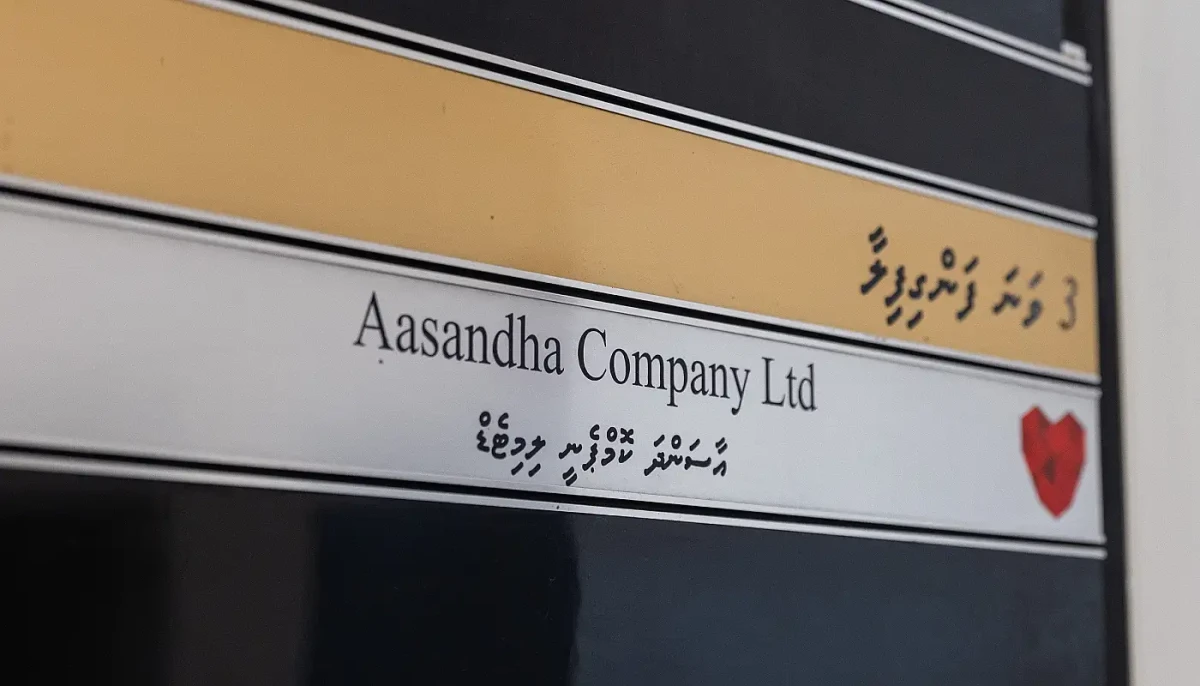 3 ވަނަ ފަންގިފިލާ
Aasandha Company Ltd
އާސަންދަ ކޮމްޕެނީ ލިމިޓެޑް